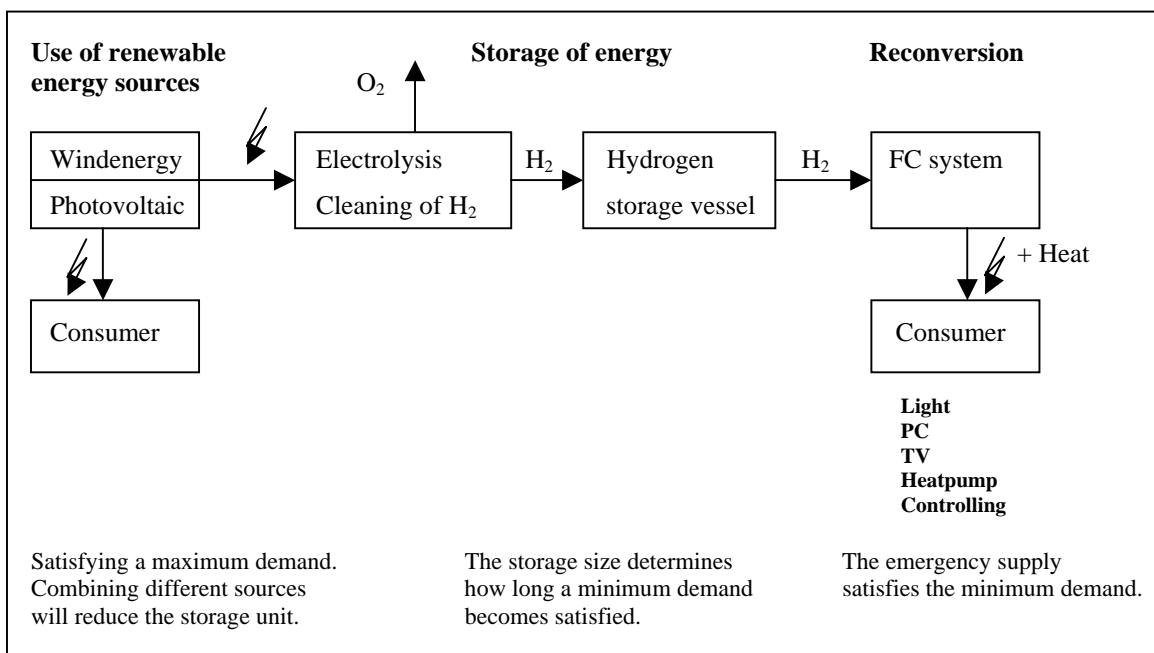 Use of renewable
energy sources
Storage of energy
Reconversion
O₂
Windenergy
Photovoltaic
Electrolysis
Cleaning of H₂
H₂
Hydrogen
storage vessel
H₂
FC system
+ Heat
Consumer
Consumer
Light
PC
TV
Heatpump
Controlling
Satisfying a maximum demand.
Combining different sources
will reduce the storage unit.
The storage size determines
how long a minimum demand
becomes satisfied.
The emergency supply
satisfies the minimum demand.